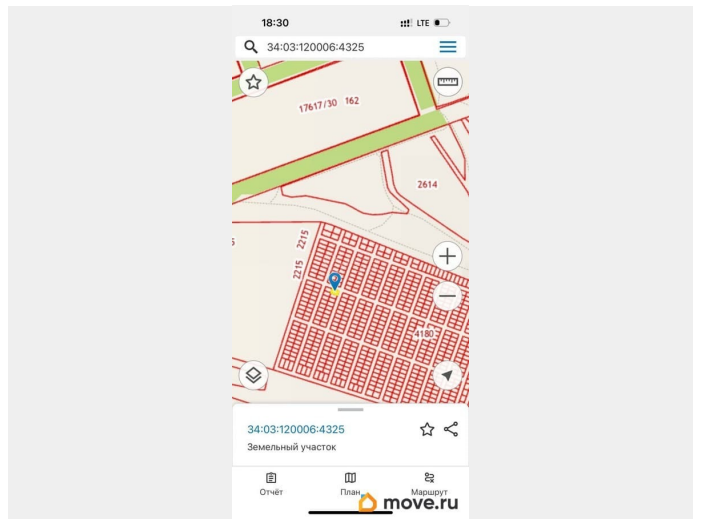 18:30
LTE
34:03:120006:4325
17617/30 162
2614
2215
2215
4180
34:03:120006:4325
Земельный участок
Отчёт
План
Маршрут
move.ru